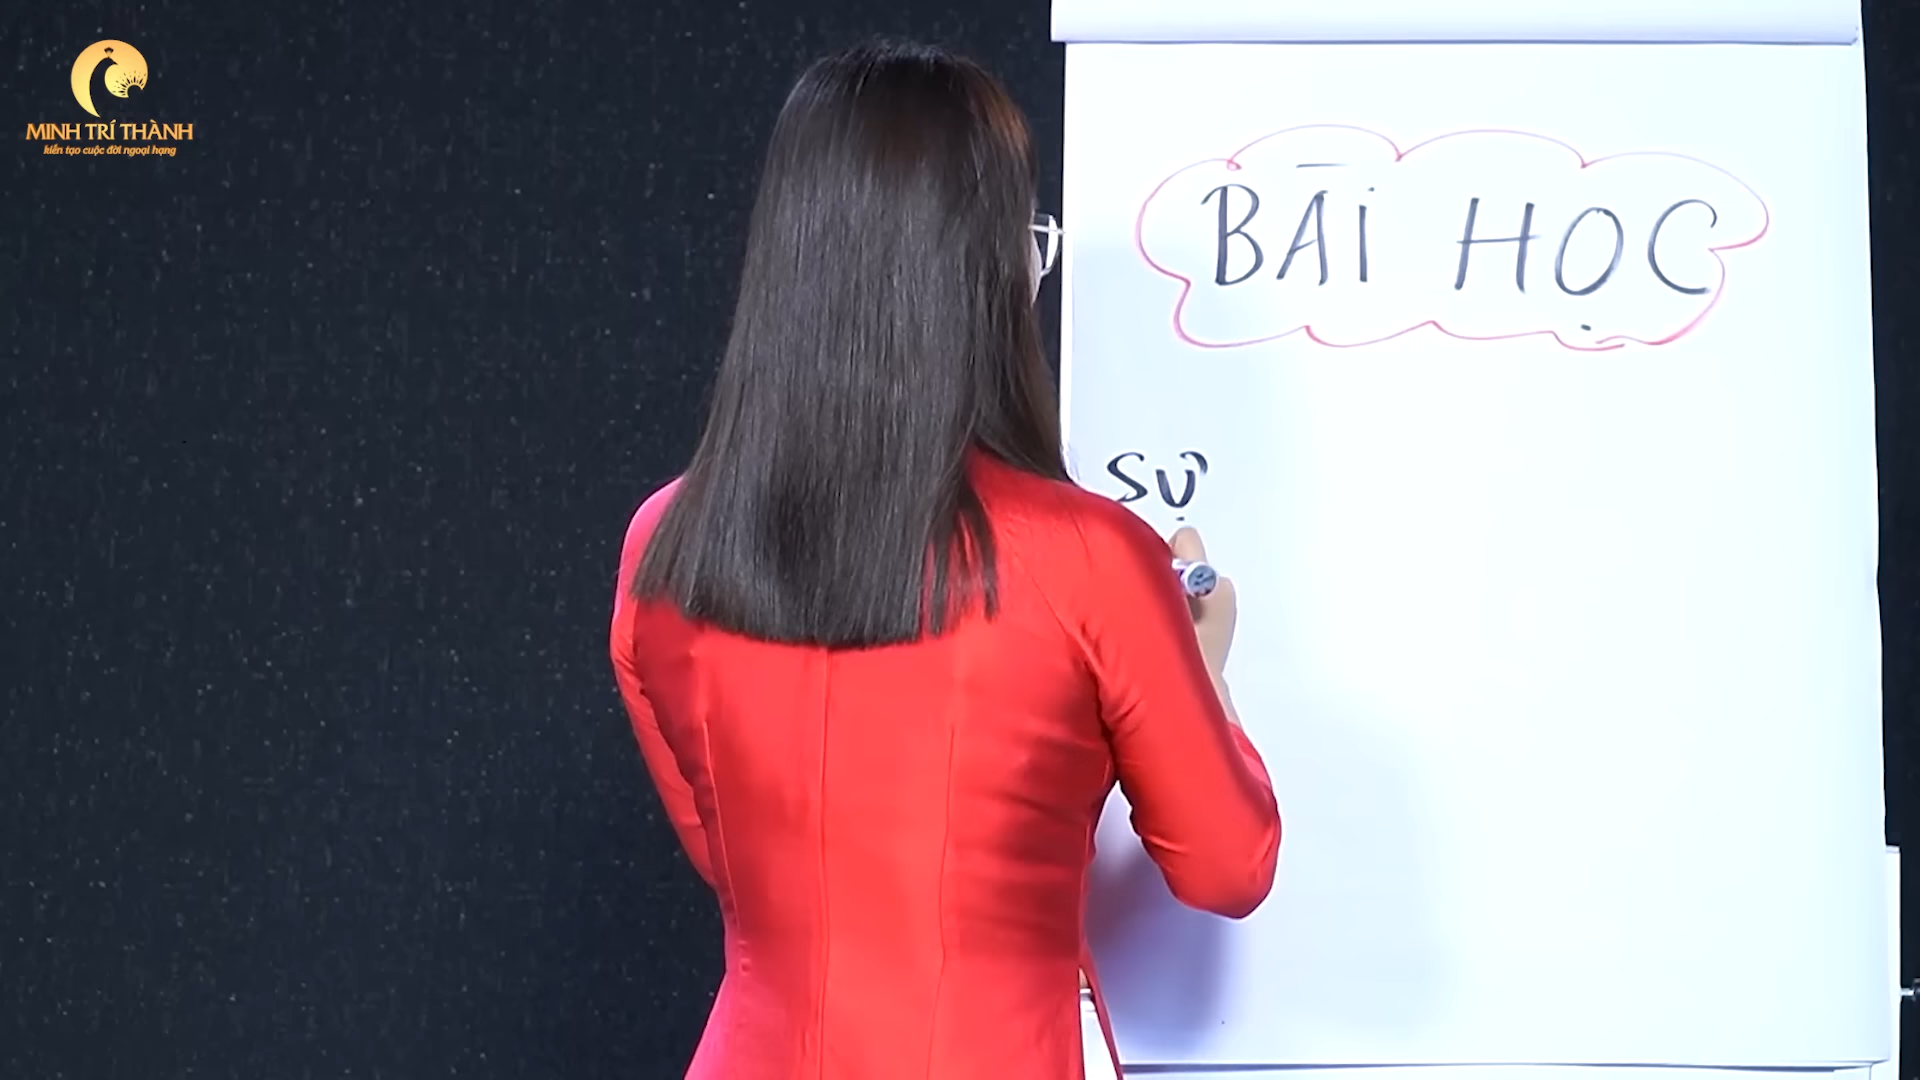 MINH TRÍ THÀNH
kiến tạo cuộc đời ngoại hạng
BÀI HỌC
SỰ